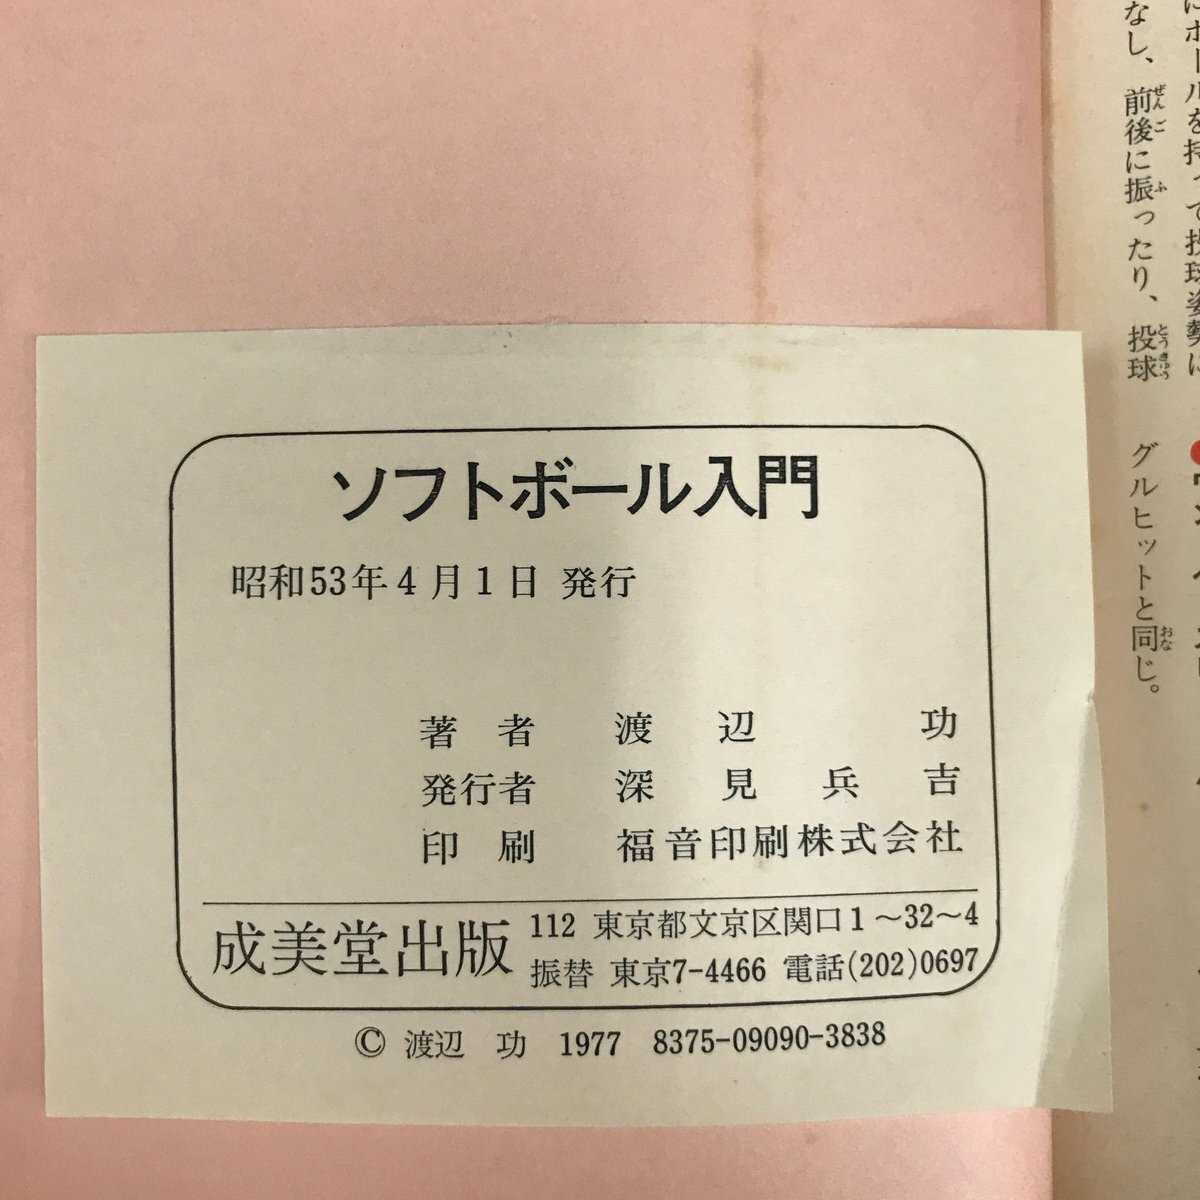 ソフトボール入門
昭和53年4月1日 発行
著者 渡辺 功
発行者 深見兵吉
印刷 福音印刷株式会社
成美堂出版
112 東京都文京区関口1～32～4
振替 東京7-4466 電話(202)0697
© 渡辺 功 1977 8375-09090-3838
なし、前後に振ったり、投球
グルヒットと同じ。